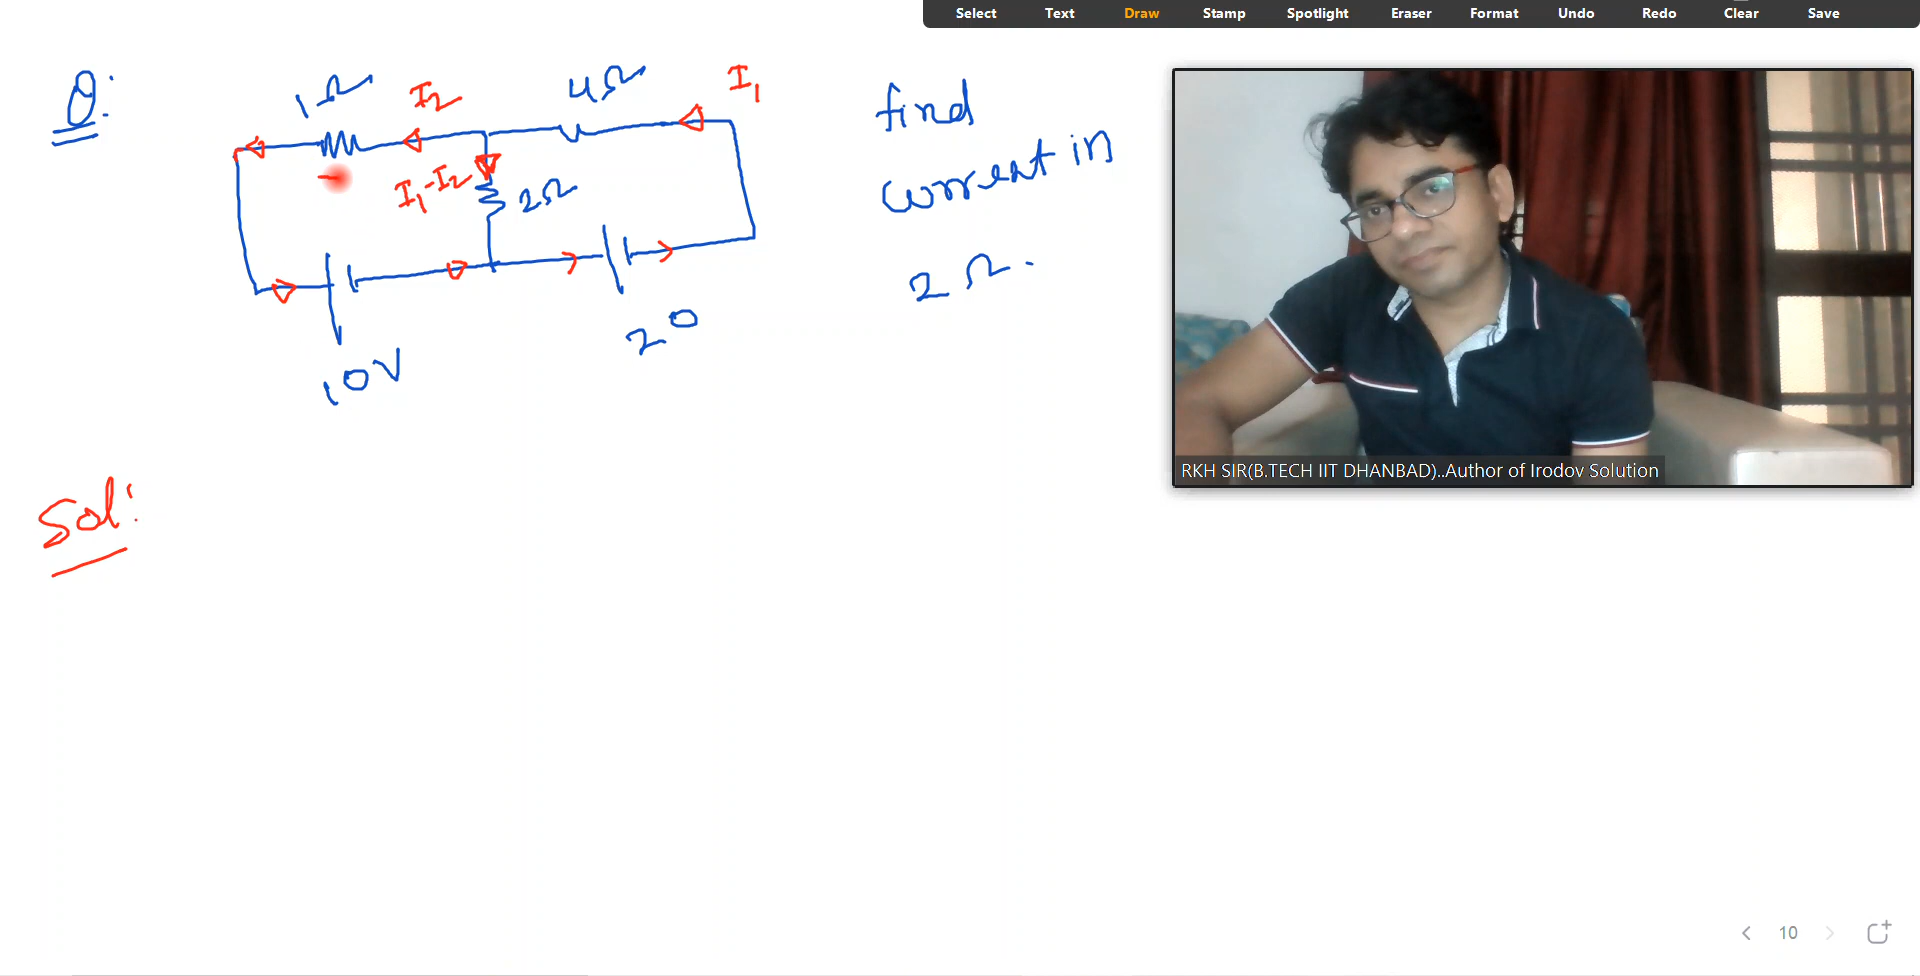 Select Text Draw Stamp Spotlight Eraser Format Undo Redo Clear Save
Q:
1Ω
I2
4Ω
I1
I1-I2
2Ω
10V
20
find
current in
2Ω.
Sol:
RKH SIR(B.TECH IIT DHANBAD)..Author of Irodov Solution
10